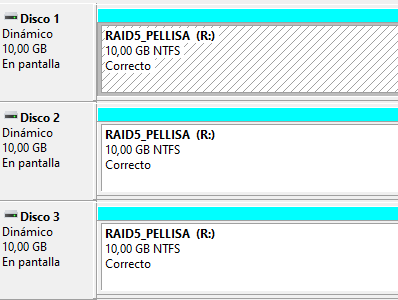 Disco 1
Dinámico
10,00 GB
En pantalla
RAID5_PELLISA (R:)
10,00 GB NTFS
Correcto
Disco 2
Dinámico
10,00 GB
En pantalla
RAID5_PELLISA (R:)
10,00 GB NTFS
Correcto
Disco 3
Dinámico
10,00 GB
En pantalla
RAID5_PELLISA (R:)
10,00 GB NTFS
Correcto